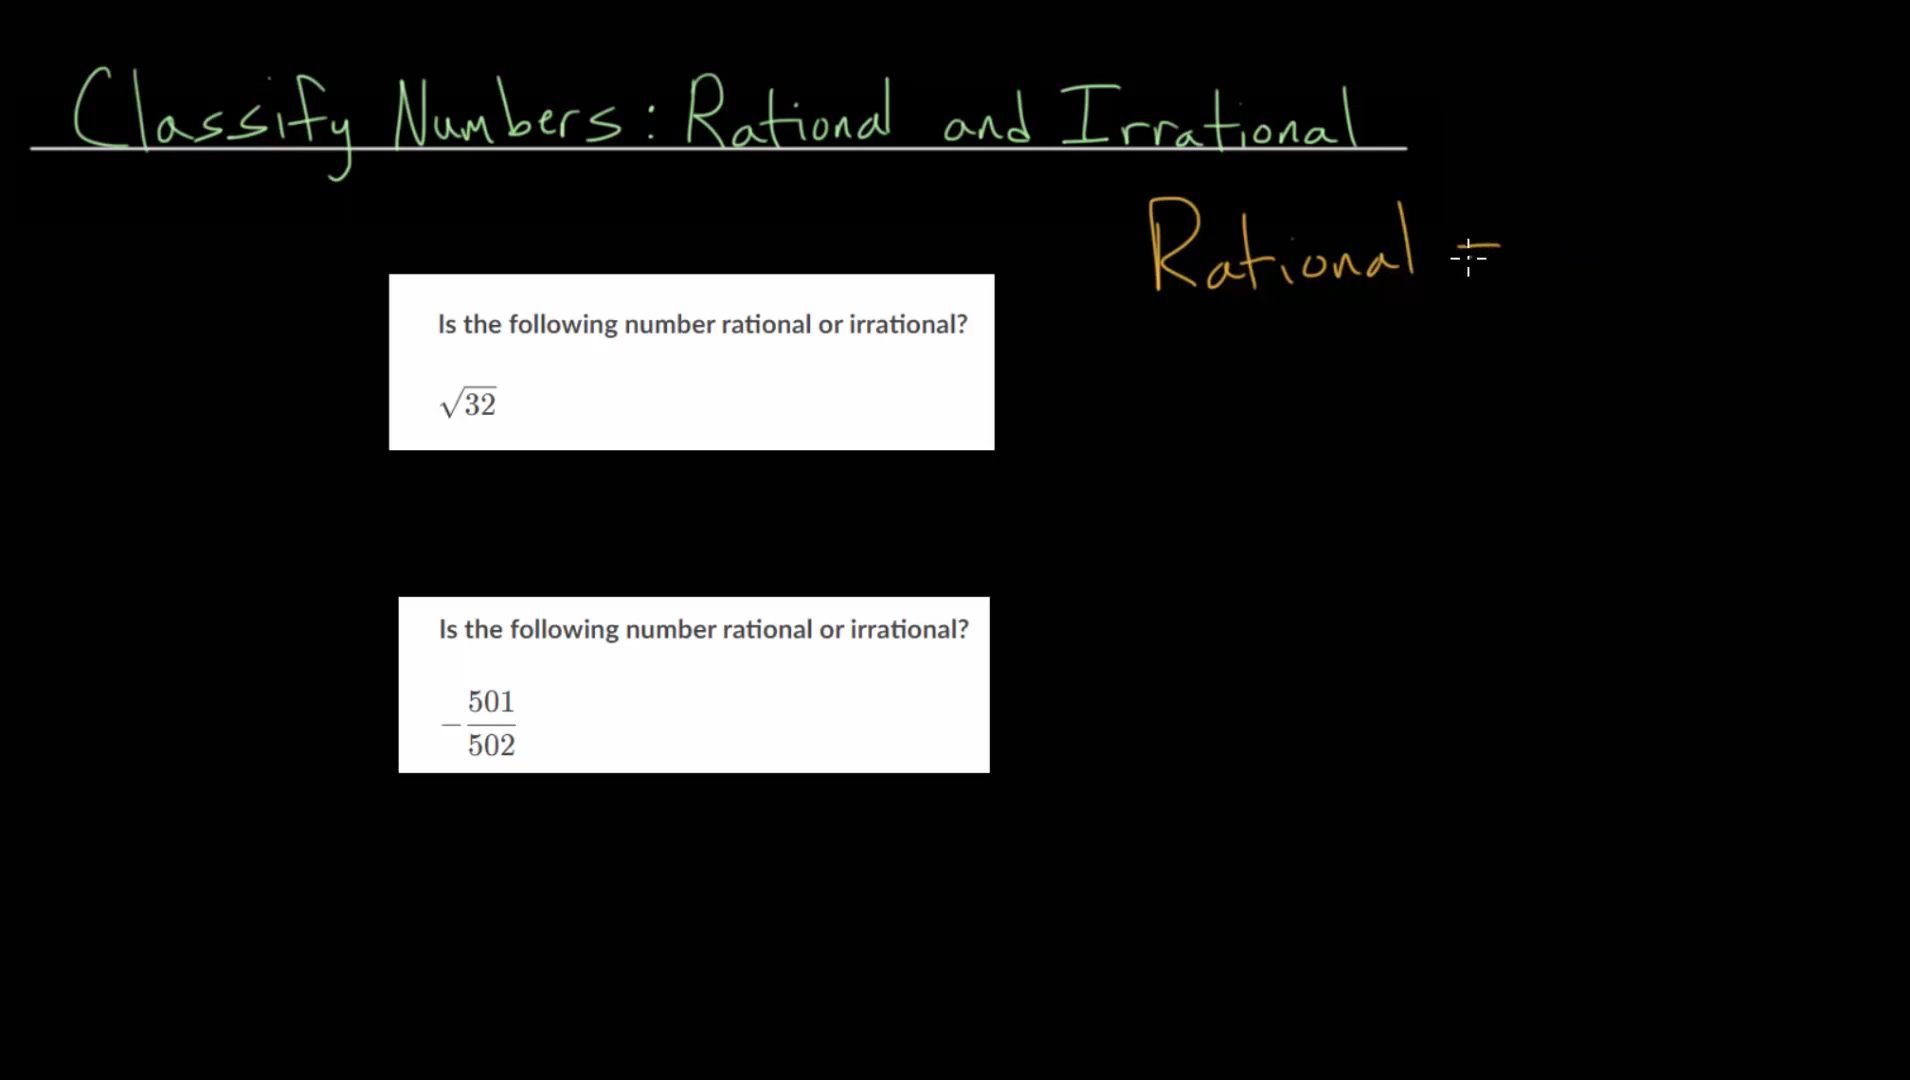 Classify Numbers: Rational and Irrational
Rational =
Is the following number rational or irrational?
√32
Is the following number rational or irrational?
-501/502